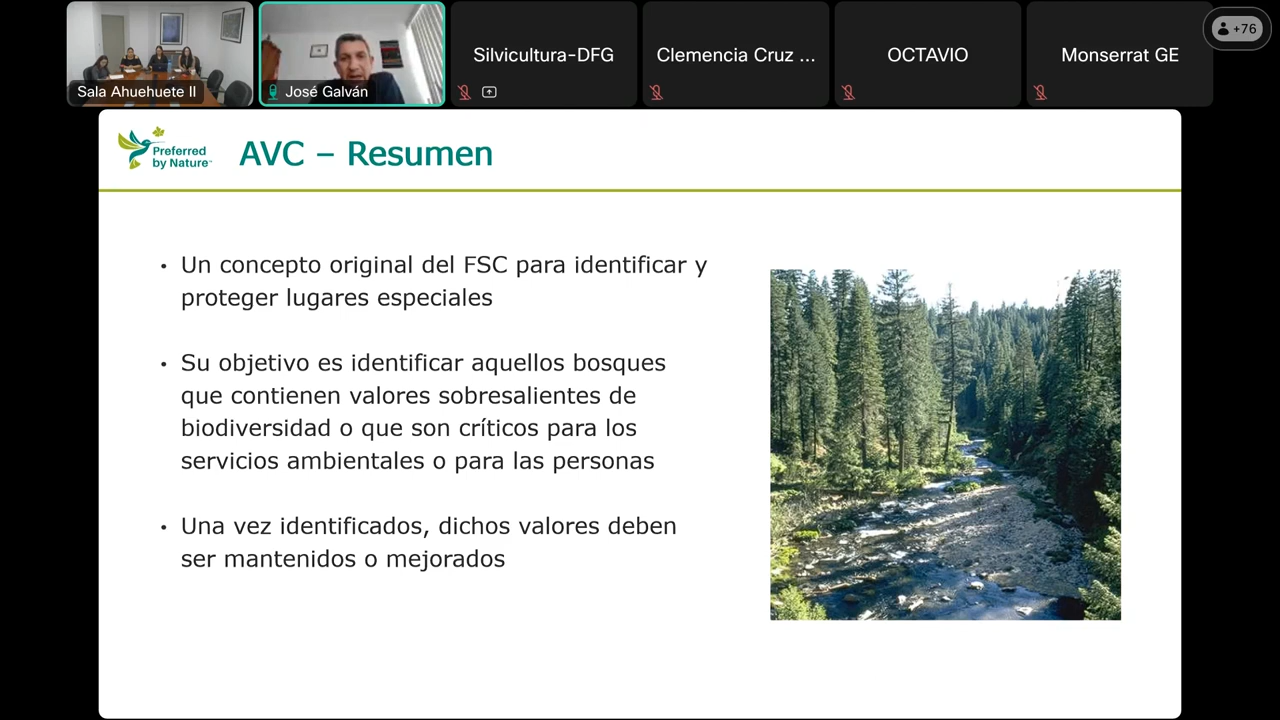 Sala Ahuehuete II
José Galván
Silvicultura-DFG
Clemencia Cruz ...
OCTAVIO
Monserrat GE
+76
Preferred
by Nature™
AVC – Resumen
• Un concepto original del FSC para identificar y
proteger lugares especiales
• Su objetivo es identificar aquellos bosques
que contienen valores sobresalientes de
biodiversidad o que son críticos para los
servicios ambientales o para las personas
• Una vez identificados, dichos valores deben
ser mantenidos o mejorados